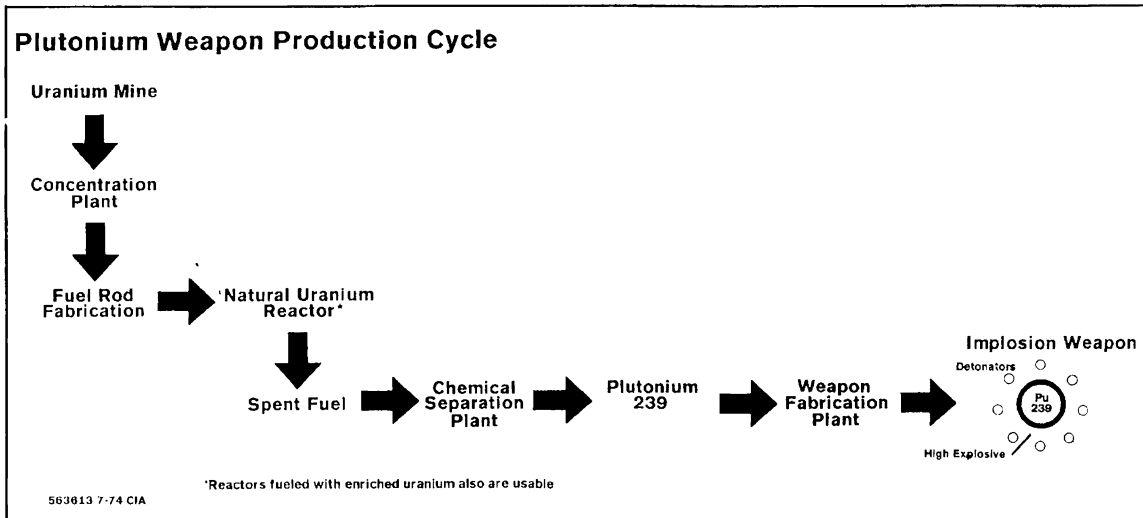 Plutonium Weapon Production Cycle
Uranium Mine
Concentration
Plant
Fuel Rod
Fabrication
'Natural Uranium
Reactor*
Spent Fuel
Chemical
Separation
Plant
Plutonium
239
Weapon
Fabrication
Plant
Implosion Weapon
Detonators
Pu
239
High Explosive
*Reactors fueled with enriched uranium also are usable
563613 7-74 CIA